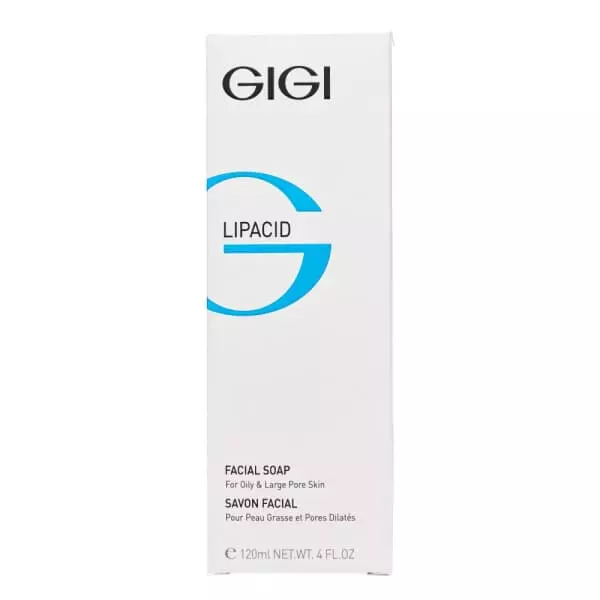 GIGI
LIPACID
FACIAL SOAP
For Oily & Large Pore Skin
SAVON FACIAL
Pour Peau Grasse et Pores Dilatés
℮ 120ml NET.WT. 4 FL.OZ